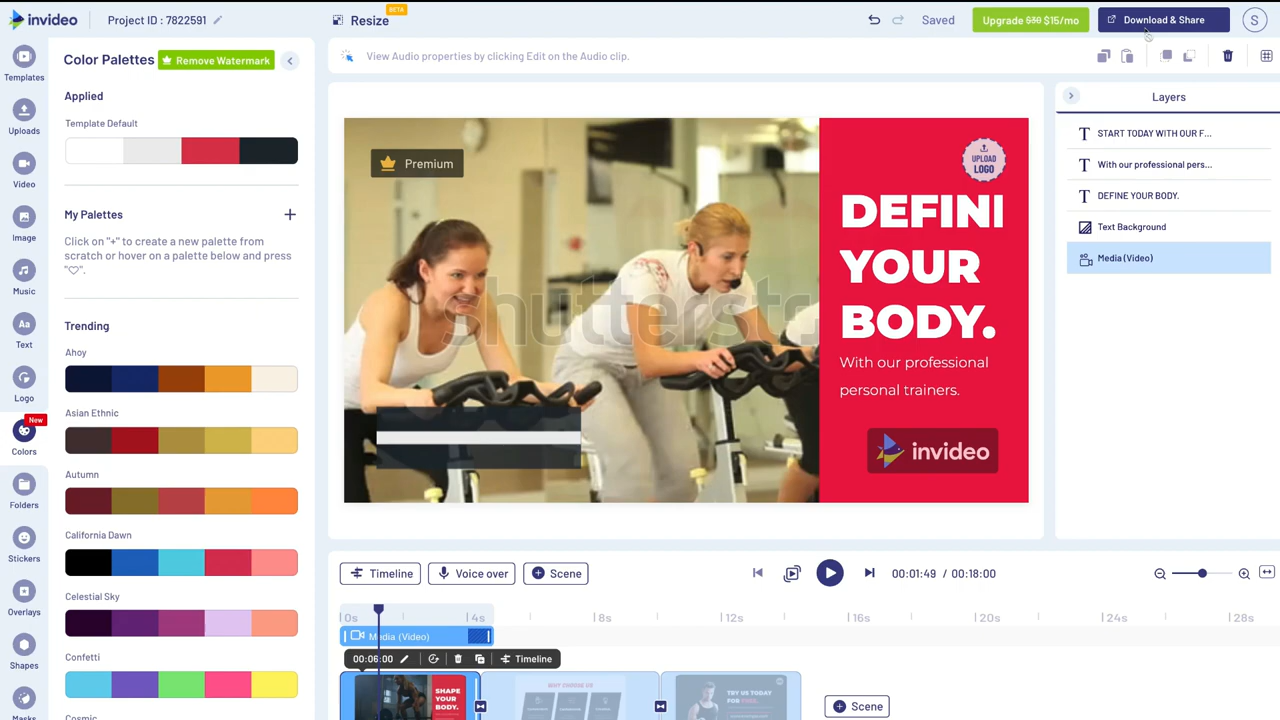 invideo
Project ID : 7822591
Resize
BETA
Saved
Upgrade $30 $15/mo
Download & Share
S
Templates
Uploads
Video
Image
Music
Text
Logo
New
Colors
Folders
Stickers
Overlays
Shapes
Masks
Color Palettes
Remove Watermark
Applied
Template Default
My Palettes
Click on "+" to create a new palette from
scratch or hover on a palette below and press
"♡".
Trending
Ahoy
Asian Ethnic
Autumn
California Dawn
Celestial Sky
Confetti
Cosmic
View Audio properties by clicking Edit on the Audio clip.
Premium
UPLOAD
LOGO
DEFINI
YOUR
BODY.
With our professional
personal trainers.
invideo
Layers
START TODAY WITH OUR F...
With our professional pers...
DEFINE YOUR BODY.
Text Background
Media (Video)
Timeline
Voice over
Scene
00:01:49 / 00:18:00
0s 4s 8s 12s 16s 20s 24s 28s
Media (Video)
00:06:00
Timeline
SHAPE
YOUR
BODY.
WHY CHOOSE US
TRY US TODAY
Scene